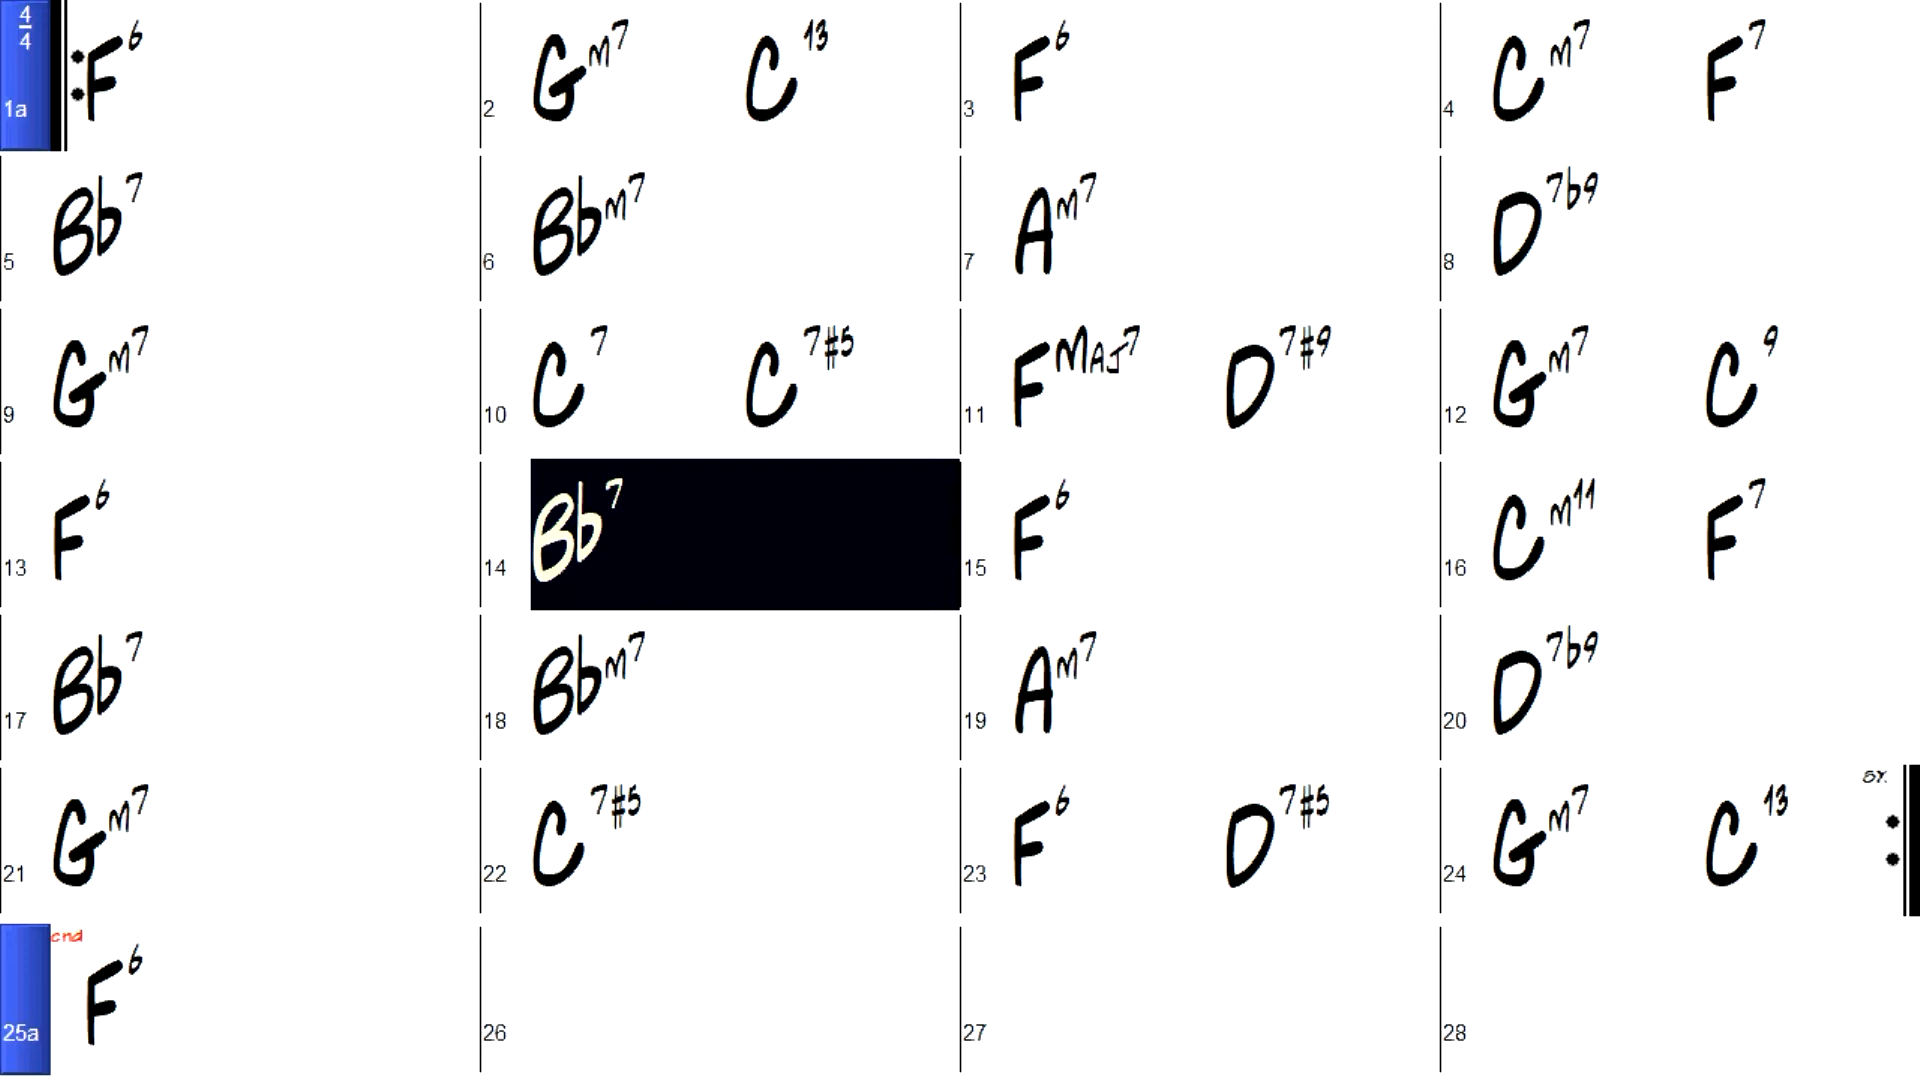 4/4 1a F6 2 Gm7 C13 3 F6 4 Cm7 F7
5 Bb7 6 Bbm7 7 Am7 8 D7b9
9 Gm7 10 C7 C7#5 11 FMAJ7 D7#9 12 Gm7 C9
13 F6 14 Bb7 15 F6 16 Cm11 F7
17 Bb7 18 Bbm7 19 Am7 20 D7b9
21 Gm7 22 C7#5 23 F6 D7#5 24 Gm7 C13 5x
25a end F6 26 27 28